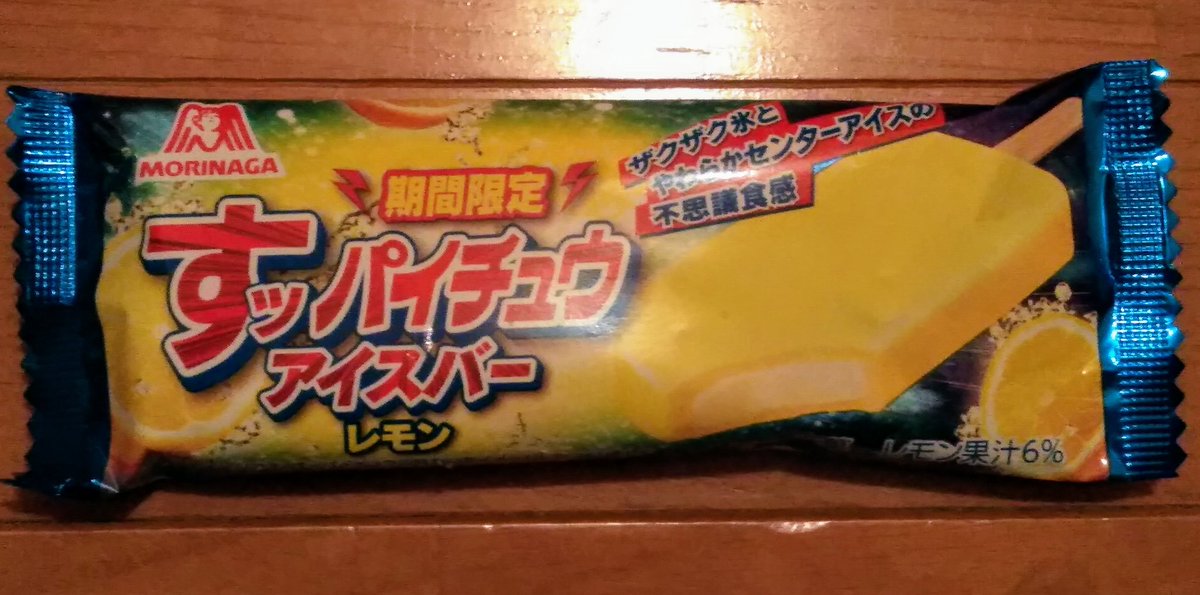 MORINAGA
期間限定
すッパイチュウ
アイスバー
レモン
ザクザク氷と
やわらかセンターアイスの
不思議食感
レモン果汁6%